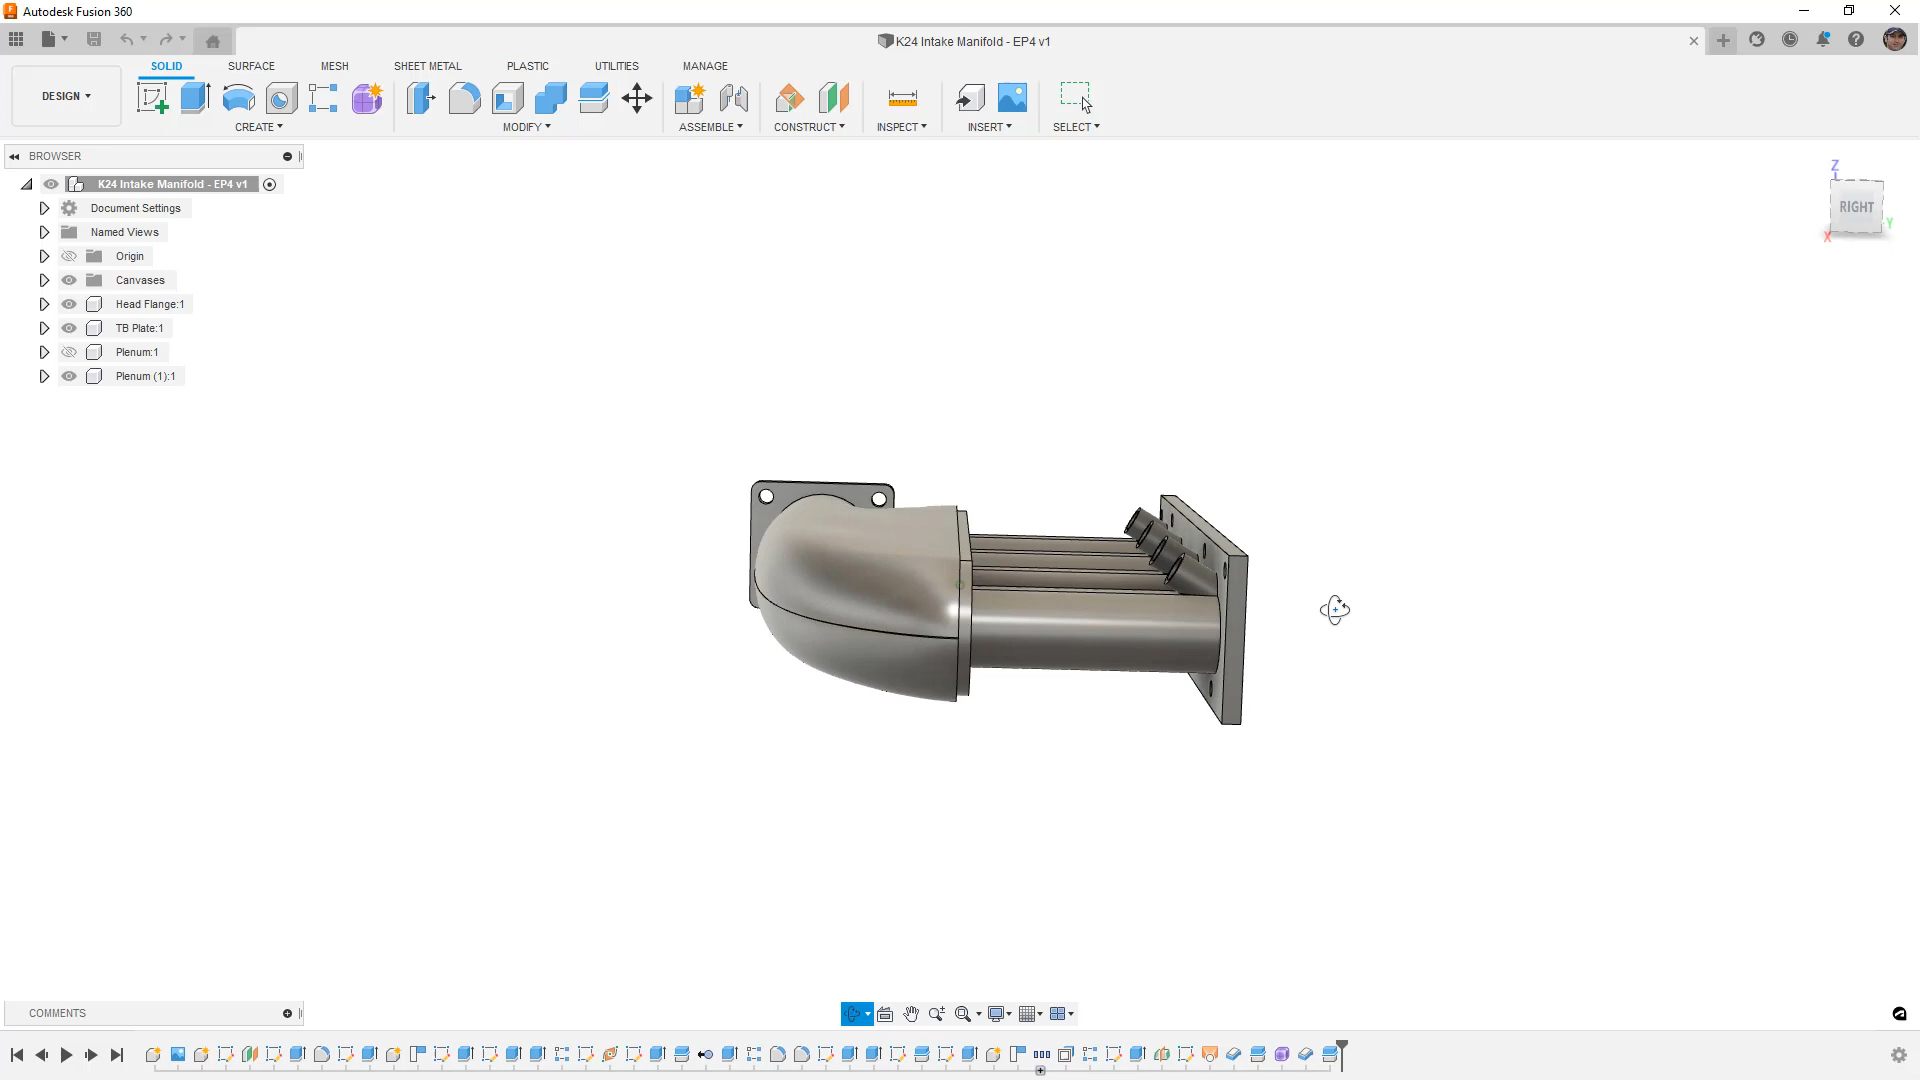 Autodesk Fusion 360
K24 Intake Manifold - EP4 v1
DESIGN
SOLID
SURFACE
MESH
SHEET METAL
PLASTIC
UTILITIES
MANAGE
CREATE
MODIFY
ASSEMBLE
CONSTRUCT
INSPECT
INSERT
SELECT
BROWSER
K24 Intake Manifold - EP4 v1
Document Settings
Named Views
Origin
Canvases
Head Flange:1
TB Plate:1
Plenum:1
Plenum (1):1
Z
RIGHT
Y
X
COMMENTS